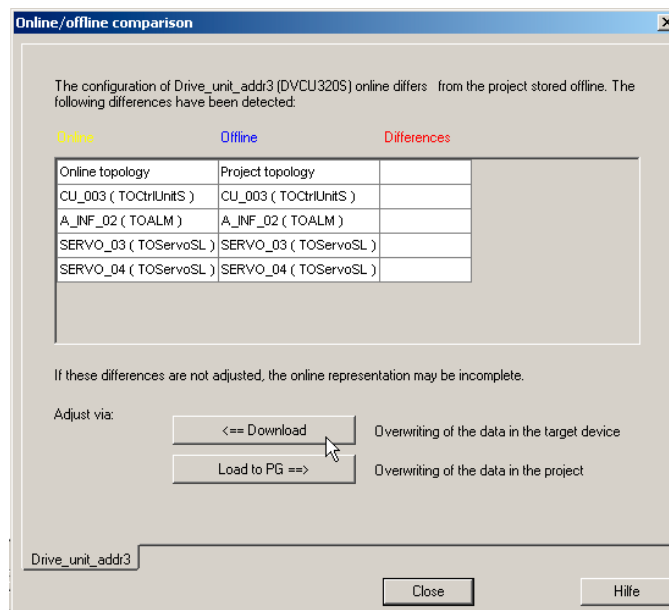 Online/offline comparison
The configuration of Drive_unit_addr3 (DVCU320S) online differs from the project stored offline. The
following differences have been detected:
Online Offline Differences
Online topology Project topology
CU_003 ( TOCtrlUnitS ) CU_003 ( TOCtrlUnitS )
A_INF_02 ( TOALM ) A_INF_02 ( TOALM )
SERVO_03 ( TOServoSL ) SERVO_03 ( TOServoSL )
SERVO_04 ( TOServoSL ) SERVO_04 ( TOServoSL )
If these differences are not adjusted, the online representation may be incomplete.
Adjust via:
<== Download Overwriting of the data in the target device
Load to PG ==> Overwriting of the data in the project
Drive_unit_addr3
Close Hilfe